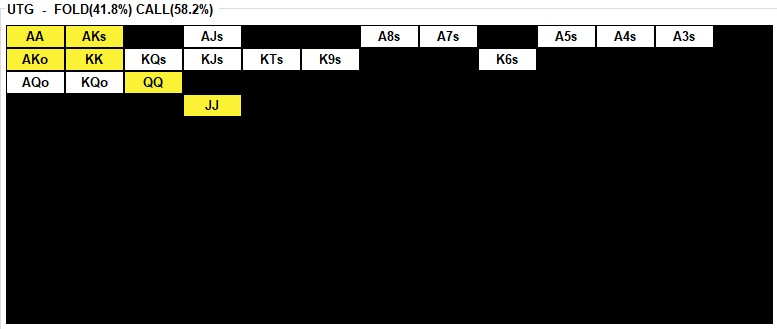 UTG - FOLD(41.8%) CALL(58.2%)
AA AKs AJs A8s A7s A5s A4s A3s
AKo KK KQs KJs KTs K9s K6s
AQo KQo QQ
JJ